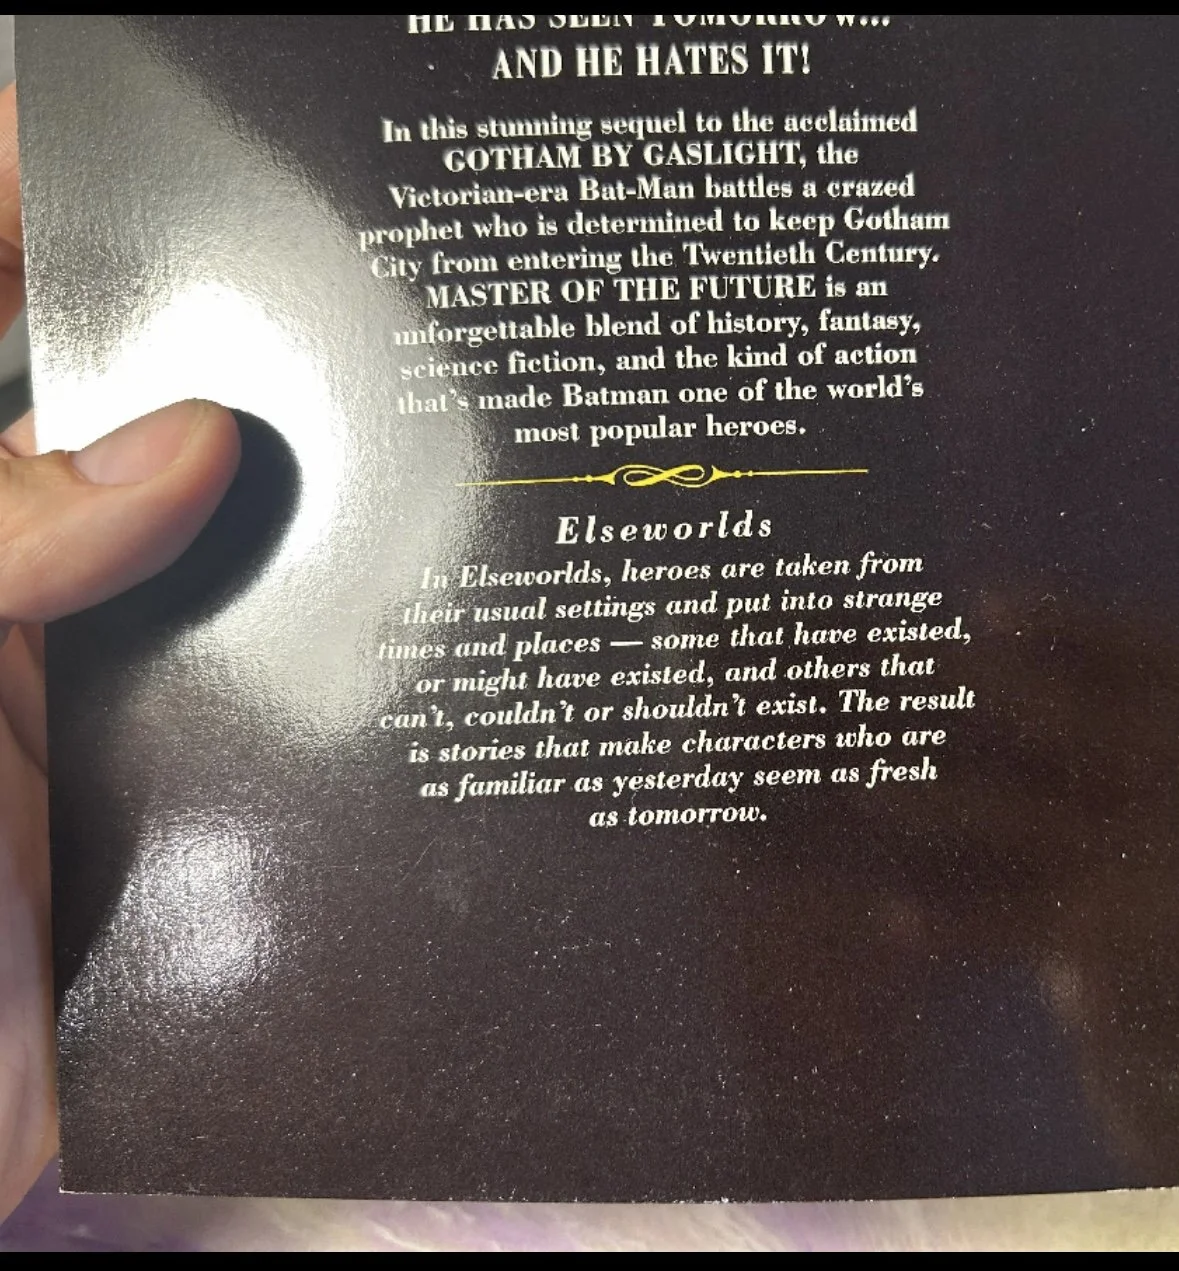 HE HAS SEEN TOMORROW...
AND HE HATES IT!
In this stunning sequel to the acclaimed
GOTHAM BY GASLIGHT, the
Victorian-era Bat-Man battles a crazed
prophet who is determined to keep Gotham
City from entering the Twentieth Century.
MASTER OF THE FUTURE is an
unforgettable blend of history, fantasy,
science fiction, and the kind of action
that's made Batman one of the world's
most popular heroes.
Elseworlds
In Elseworlds, heroes are taken from
their usual settings and put into strange
times and places — some that have existed,
or might have existed, and others that
can't, couldn't or shouldn't exist. The result
is stories that make characters who are
as familiar as yesterday seem as fresh
as tomorrow.